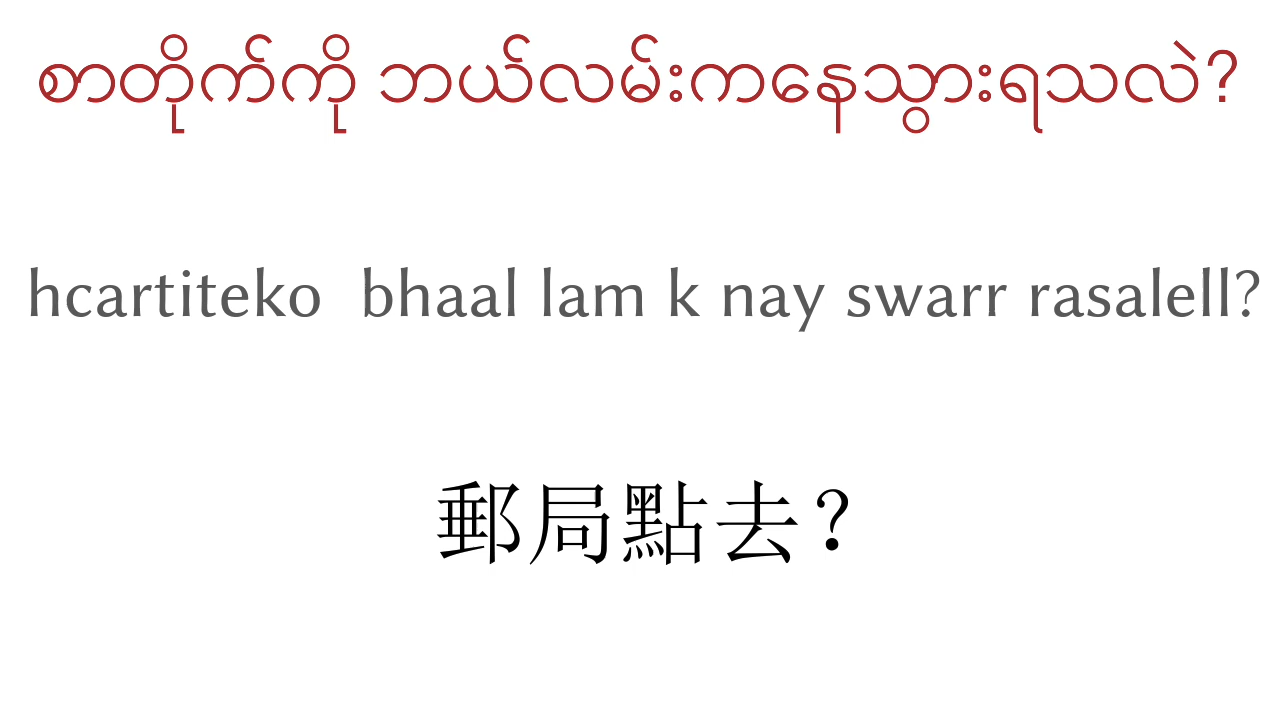 စာတိုက်ကို ဘယ်လမ်းကနေသွားရသလဲ?
hcartiteko bhaal lam k nay swarr rasalell?
郵局點去？